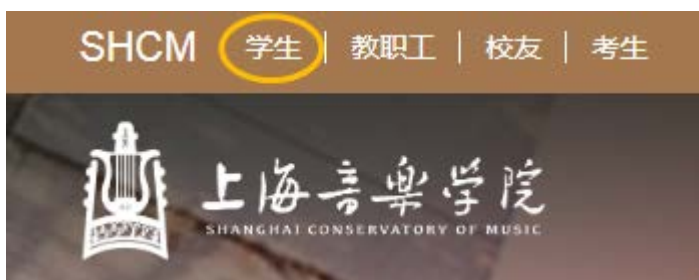 SHCM 学生 | 教职工 | 校友 | 考生
上海音乐学院
SHANGHAI CONSERVATORY OF MUSIC